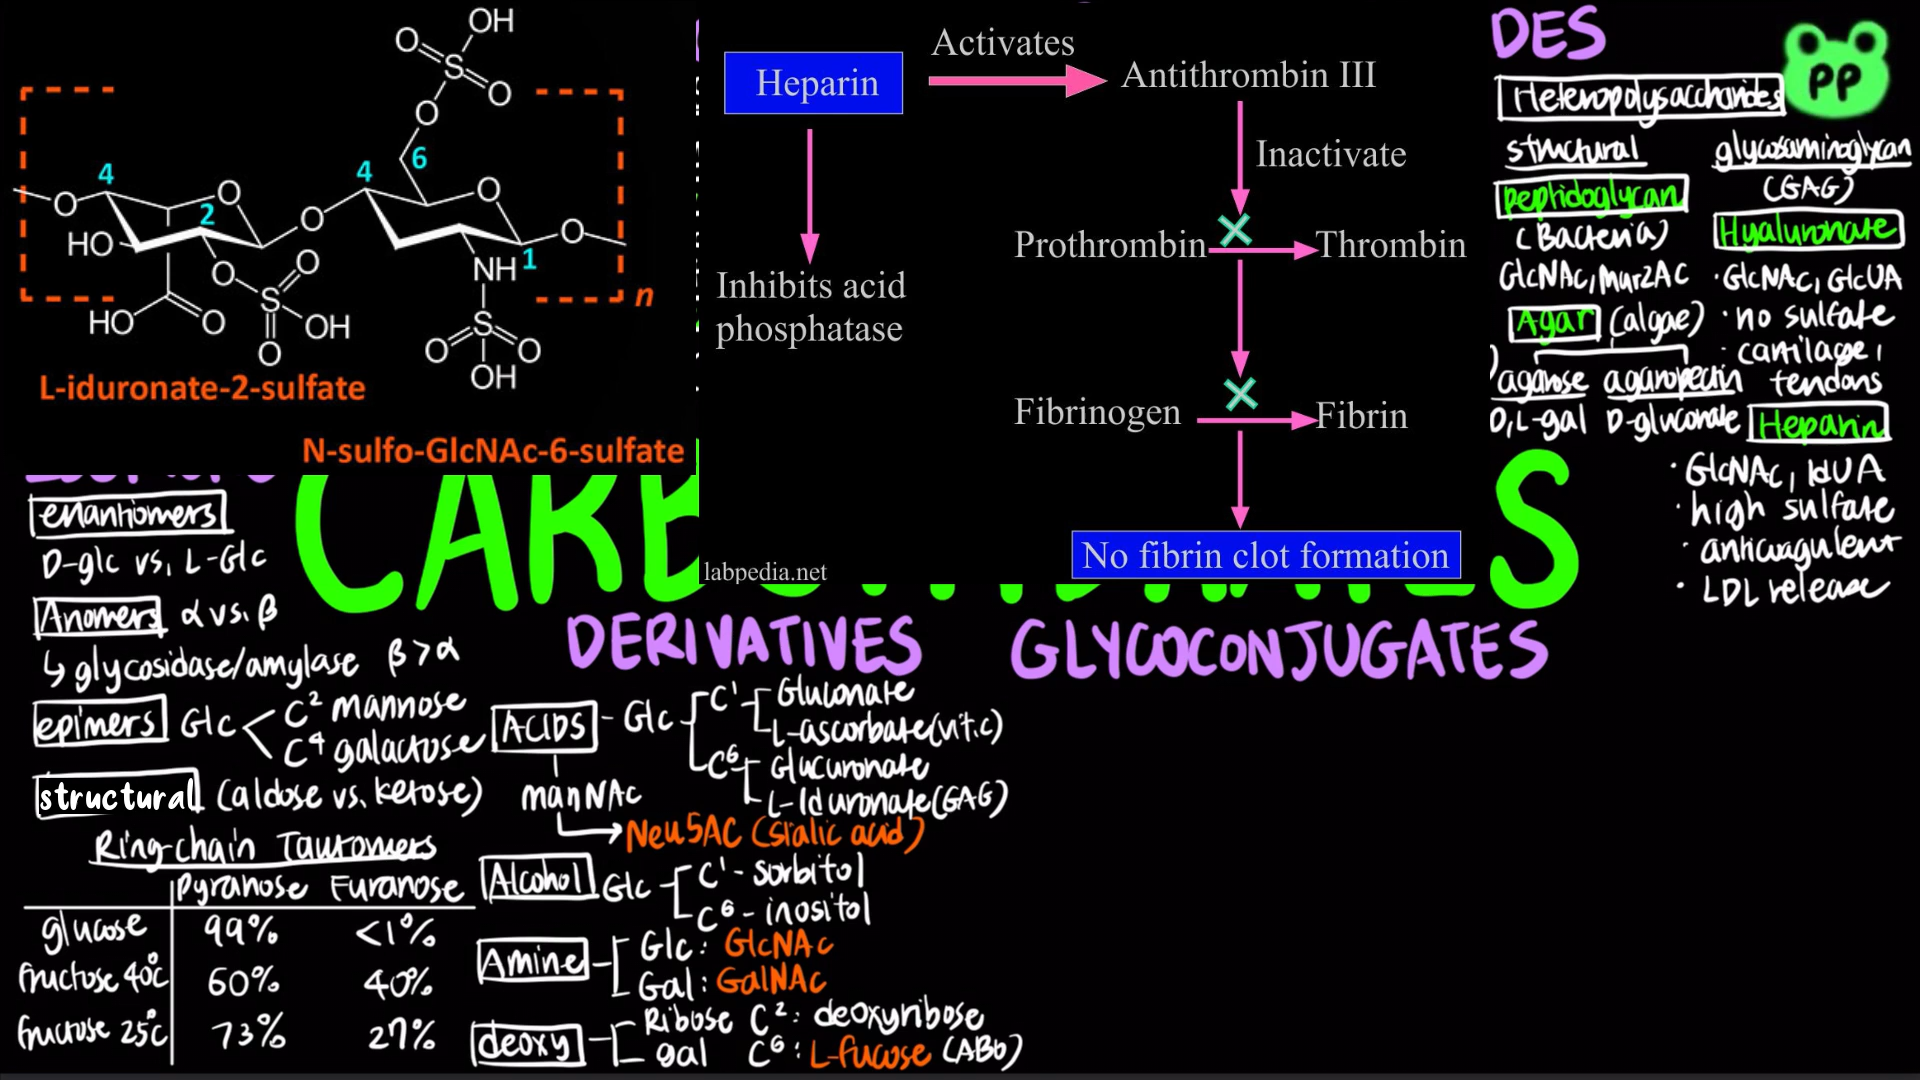 OH
O S O
O
6
4
4
O
O
O
2
O
O
HO
O
O
NH 1
n
HO
O
S
OH
O
S
O
O
OH
L-iduronate-2-sulfate
N-sulfo-GlcNAc-6-sulfate
Heparin
Activates
Antithrombin III
Inactivate
Inhibits acid
phosphatase
Prothrombin
Thrombin
Fibrinogen
Fibrin
No fibrin clot formation
labpedia.net
DES
PP
Heteropolysaccharides
structural
peptidoglycan
(Bacteria)
GlcNAc, Mur2Ac
Agar (algae)
agarose agaropectin
D,L-gal D-gluconate
glycosaminoglycan
(GAG)
Hyaluronate
· GlcNAc, GlcUA
· no sulfate
· cartilage,
tendons
Heparin
· GlcNAc, IdUA
· high sulfate
· anticoagulent
· LDL release
enantiomers
D-glc vs. L-Glc
Anomers α vs. β
↳ glycosidase/amylase β>α
epimers Glc < C² mannose
C⁴ galactose
structural (aldose vs. ketose)
Ring-chain Tautomers
Pyranose Furanose
glucose 99% <1%
fructose 40°C 60% 40%
fructose 25°C 73% 27%
DERIVATIVES
ACIDS - Glc
C¹ Gluconate
L-ascorbate (vit.c)
C⁶ Glucuronate
L-Iduronate (GAG)
manNAc
Neu5AC (sialic acid)
Alcohol Glc C¹ - sorbitol
C⁶ - inositol
Amine Glc: GlcNAc
Gal: GalNAc
deoxy Ribose C²: deoxyribose
gal C⁶: L-fucose (ABO)
GLYCOCONJUGATES